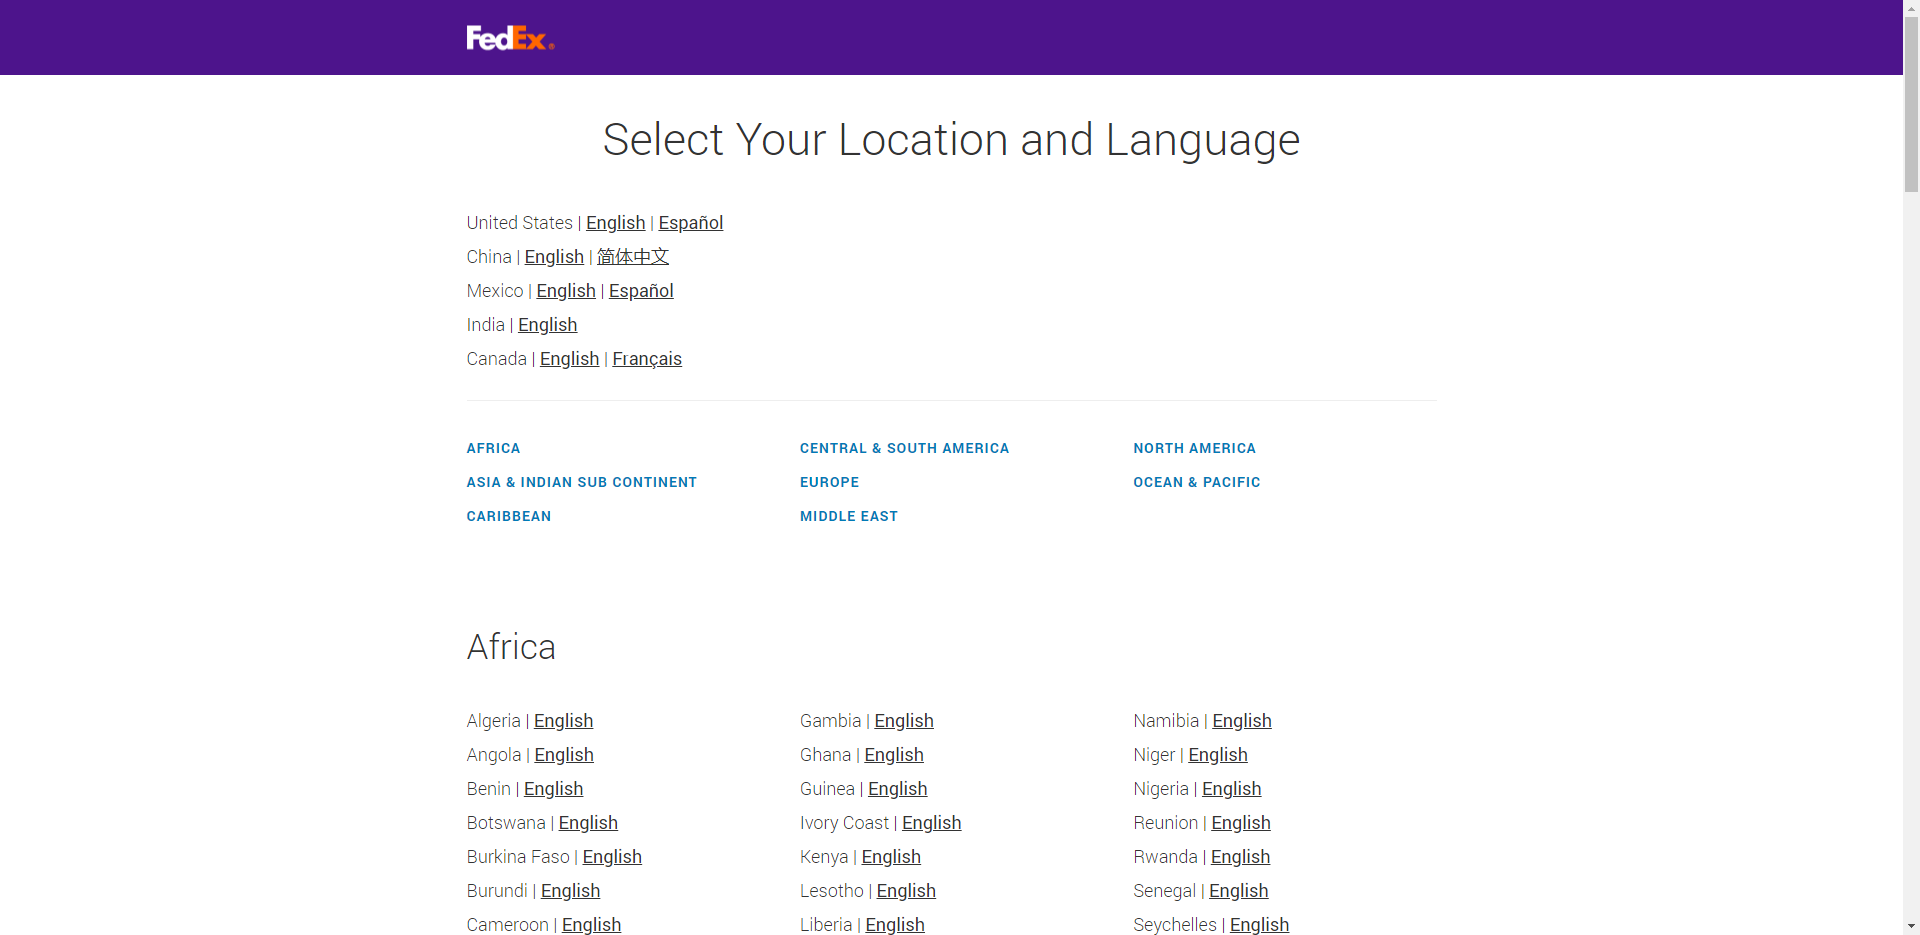 FedEx®
Select Your Location and Language
United States | English | Español
China | English | 简体中文
Mexico | English | Español
India | English
Canada | English | Français
AFRICA
ASIA & INDIAN SUB CONTINENT
CARIBBEAN
CENTRAL & SOUTH AMERICA
EUROPE
MIDDLE EAST
NORTH AMERICA
OCEAN & PACIFIC
Africa
Algeria | English
Angola | English
Benin | English
Botswana | English
Burkina Faso | English
Burundi | English
Cameroon | English
Gambia | English
Ghana | English
Guinea | English
Ivory Coast | English
Kenya | English
Lesotho | English
Liberia | English
Namibia | English
Niger | English
Nigeria | English
Reunion | English
Rwanda | English
Senegal | English
Seychelles | English